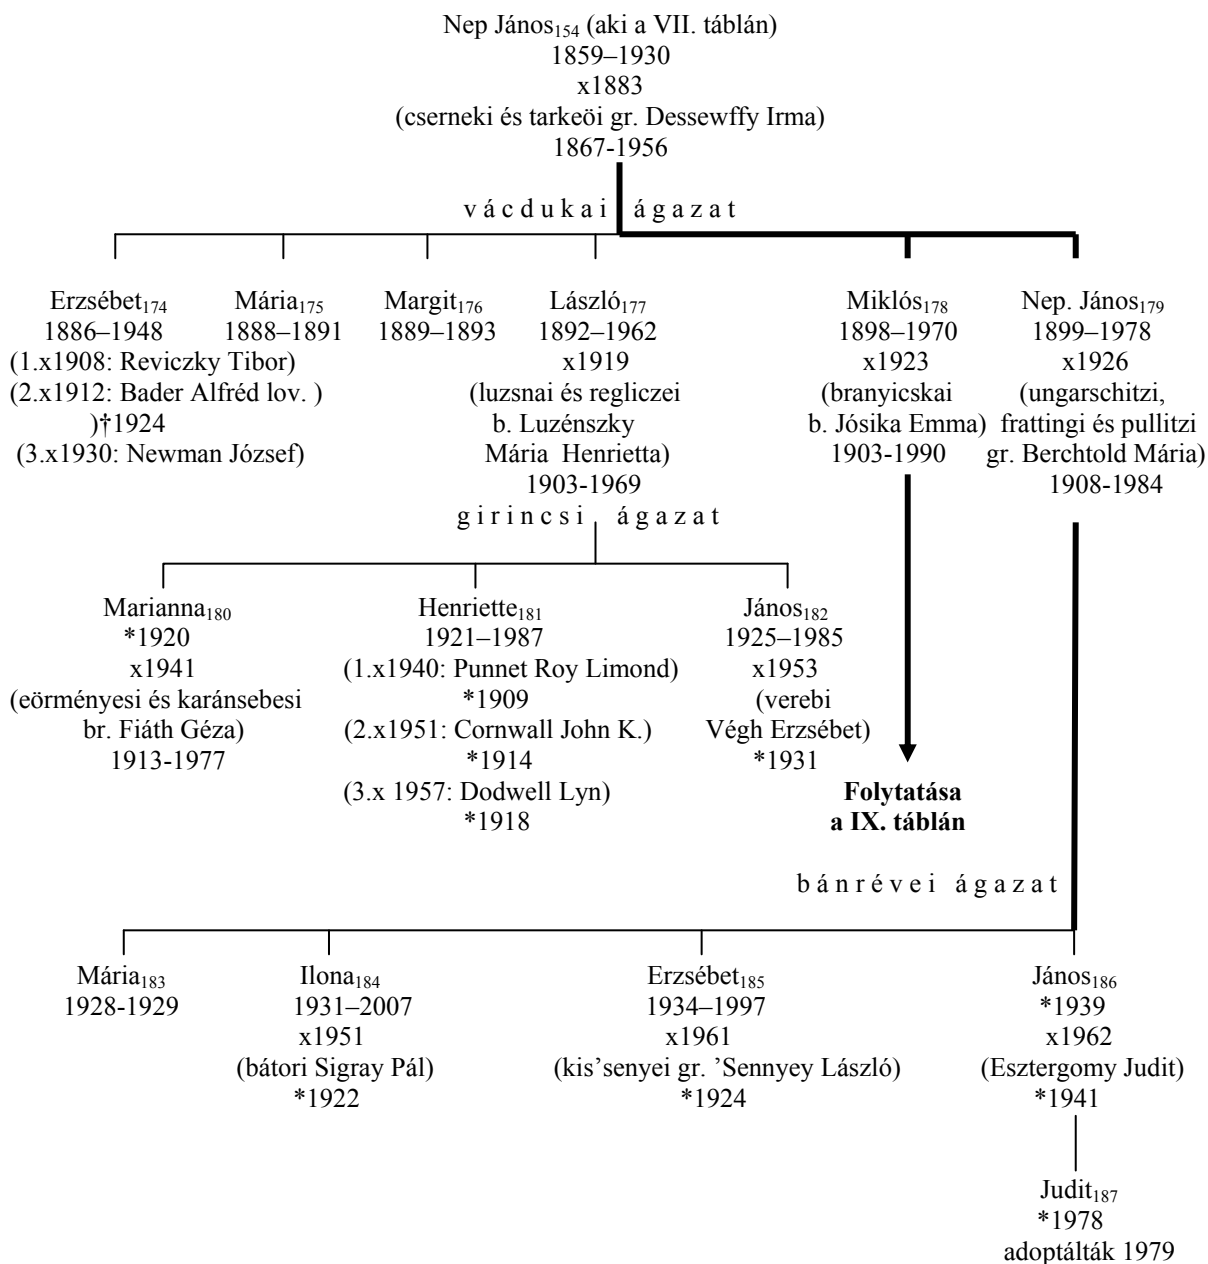 Nep János154 (aki a VII. táblán)
1859–1930
x1883
(cserneki és tarkeöi gr. Dessewffy Irma)
1867-1956
vácdukai ágazat
Erzsébet174
1886–1948
(1.x1908: Reviczky Tibor)
(2.x1912: Bader Alfréd lov. )
)†1924
(3.x1930: Newman József)
Mária175
1888–1891
Margit176
1889–1893
László177
1892–1962
x1919
(luzsnai és regliczei
b. Luzénszky
Mária Henrietta)
1903-1969
Miklós178
1898–1970
x1923
(branyicskai
b. Jósika Emma)
1903-1990
Nep. János179
1899–1978
x1926
(ungarschitzi,
frattingi és pullitzi
gr. Berchtold Mária)
1908-1984
girincsi ágazat
Marianna180
*1920
x1941
(eörményesi és karánsebesi
br. Fiáth Géza)
1913-1977
Henriette181
1921–1987
(1.x1940: Punnet Roy Limond)
*1909
(2.x1951: Cornwall John K.)
*1914
(3.x 1957: Dodwell Lyn)
*1918
János182
1925–1985
x1953
(verebi
Végh Erzsébet)
*1931
Folytatása
a IX. táblán
bánrévei ágazat
Mária183
1928-1929
Ilona184
1931–2007
x1951
(bátori Sigray Pál)
*1922
Erzsébet185
1934–1997
x1961
(kis’senyei gr. ’Sennyey László)
*1924
János186
*1939
x1962
(Esztergomy Judit)
*1941
Judit187
*1978
adoptálták 1979